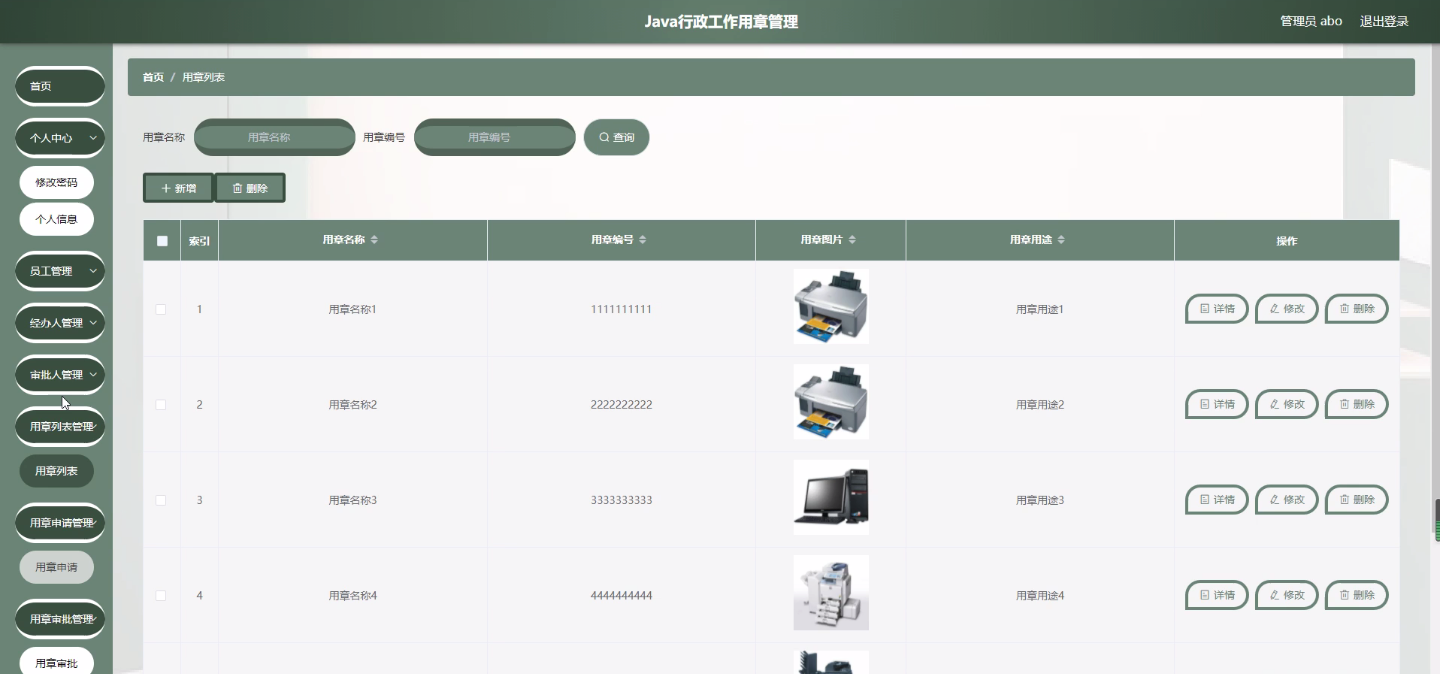 Java行政工作用章管理
管理员 abo
退出登录
首页
个人中心
修改密码
个人信息
员工管理
经办人管理
审批人管理
用章列表管理
用章列表
用章申请管理
用章申请
用章审批管理
用章审批
首页 / 用章列表
用章名称 用章名称 用章编号 用章编号 查询
新增 删除
索引 用章名称 用章编号 用章图片 用章用途 操作
1 用章名称1 1111111111 用章用途1 详情 修改 删除
2 用章名称2 2222222222 用章用途2 详情 修改 删除
3 用章名称3 3333333333 用章用途3 详情 修改 删除
4 用章名称4 4444444444 用章用途4 详情 修改 删除